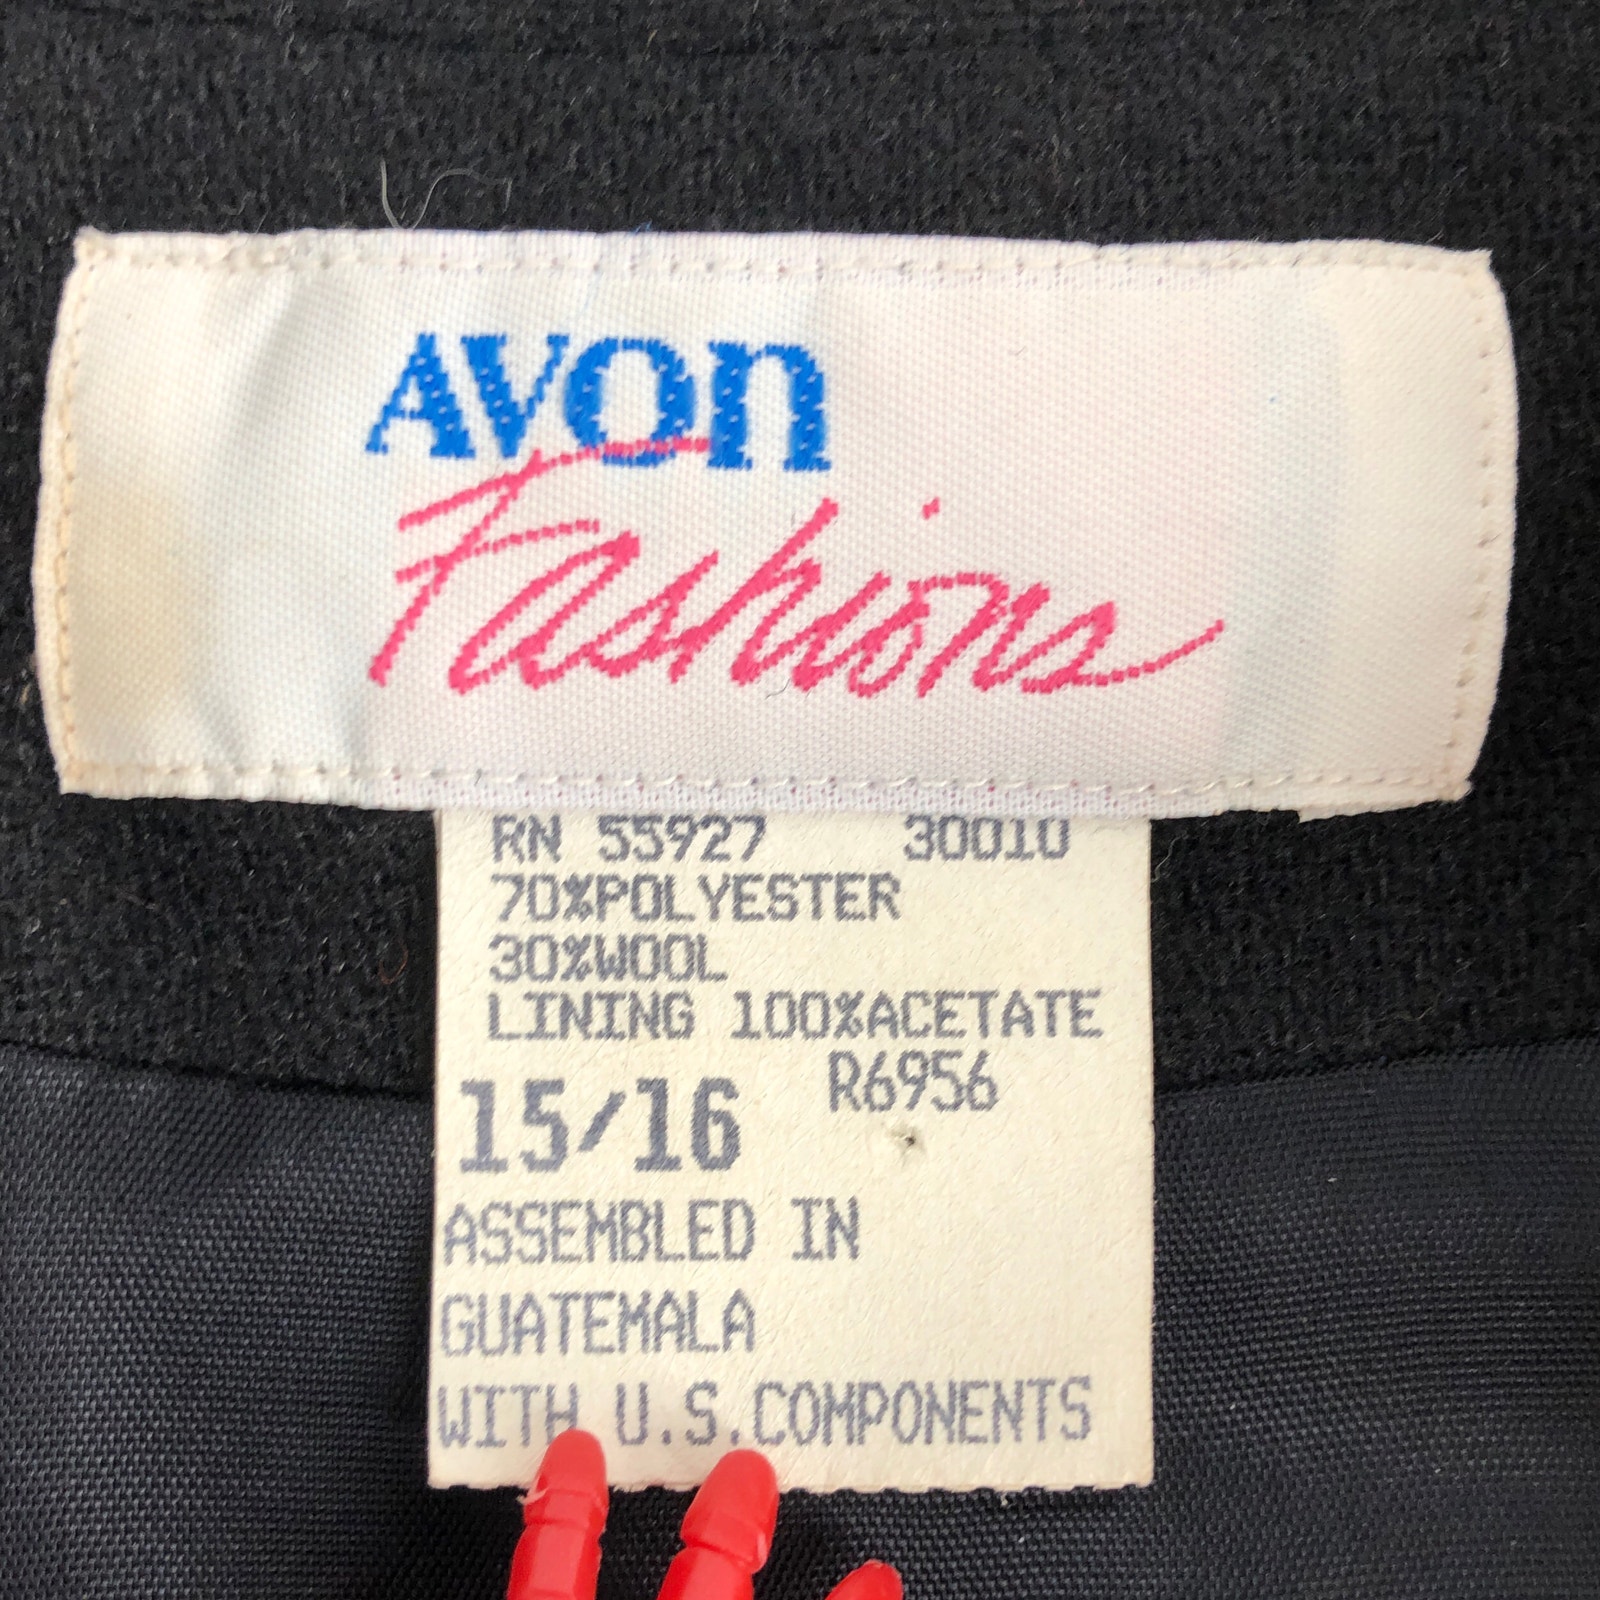 AVON
Fashions
RN 55927 30010
70%POLYESTER
30%WOOL
LINING 100%ACETATE
R6956
15/16
ASSEMBLED IN
GUATEMALA
WITH U.S.COMPONENTS